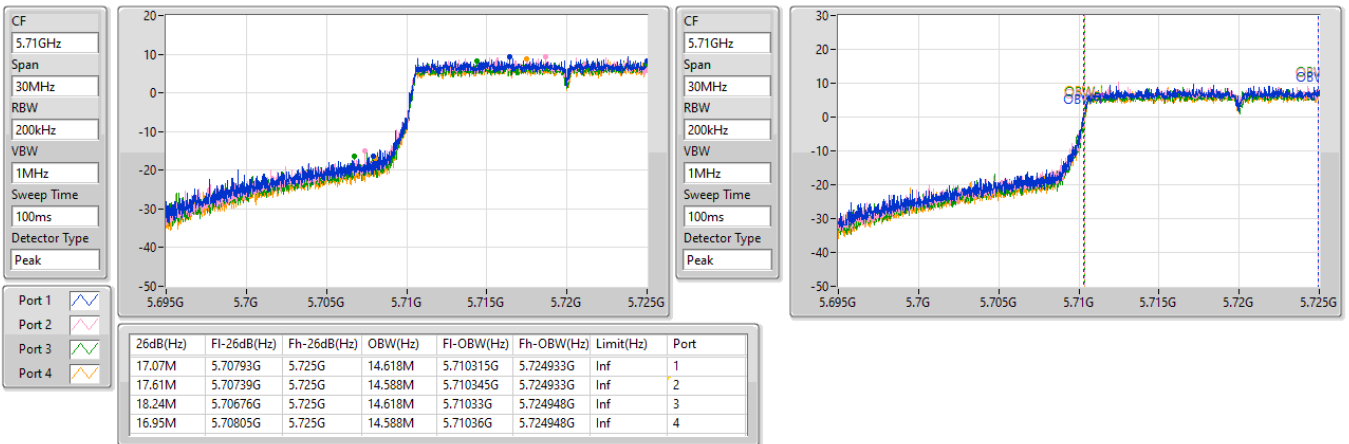 CF
5.71GHz
Span
30MHz
RBW
200kHz
VBW
1MHz
Sweep Time
100ms
Detector Type
Peak
20
10
0
-10
-20
-30
-40
-50
5.695G 5.7G 5.705G 5.71G 5.715G 5.72G 5.725G
CF
5.71GHz
Span
30MHz
RBW
200kHz
VBW
1MHz
Sweep Time
100ms
Detector Type
Peak
30
20
10
0
-10
-20
-30
-40
-50
OBW
OBW
5.695G 5.7G 5.705G 5.71G 5.715G 5.72G 5.725G
Port 1
Port 2
Port 3
Port 4
26dB(Hz) Fl-26dB(Hz) Fh-26dB(Hz) OBW(Hz) Fl-OBW(Hz) Fh-OBW(Hz) Limit(Hz) Port
17.07M 5.70793G 5.725G 14.618M 5.710315G 5.724933G Inf 1
17.61M 5.70739G 5.725G 14.588M 5.710345G 5.724933G Inf 2
18.24M 5.70676G 5.725G 14.618M 5.71033G 5.724948G Inf 3
16.95M 5.70805G 5.725G 14.588M 5.71036G 5.724948G Inf 4